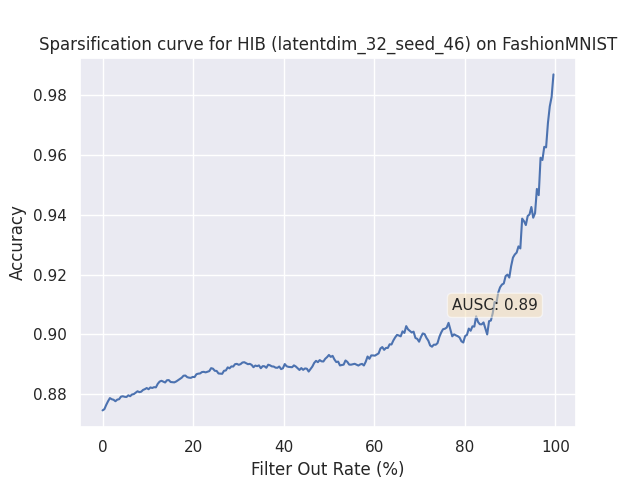 Sparsification curve for HIB (latentdim_32_seed_46) on FashionMNIST
0.98
0.96
0.94
0.92
0.90
0.88
Accuracy
AUSC: 0.89
0 20 40 60 80 100
Filter Out Rate (%)